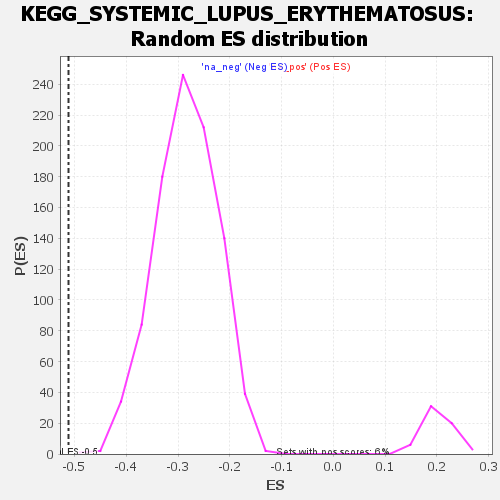 KEGG_SYSTEMIC_LUPUS_ERYTHEMATOSUS:
Random ES distribution
'na_neg' (Neg ES) pos' (Pos ES)
240
220
200
180
160
140
120
100
80
60
40
20
0
P(ES)
ES -0.5
Sets with pos scores: 6%
-0.5 -0.4 -0.3 -0.2 -0.1 0.0 0.1 0.2 0.3
ES